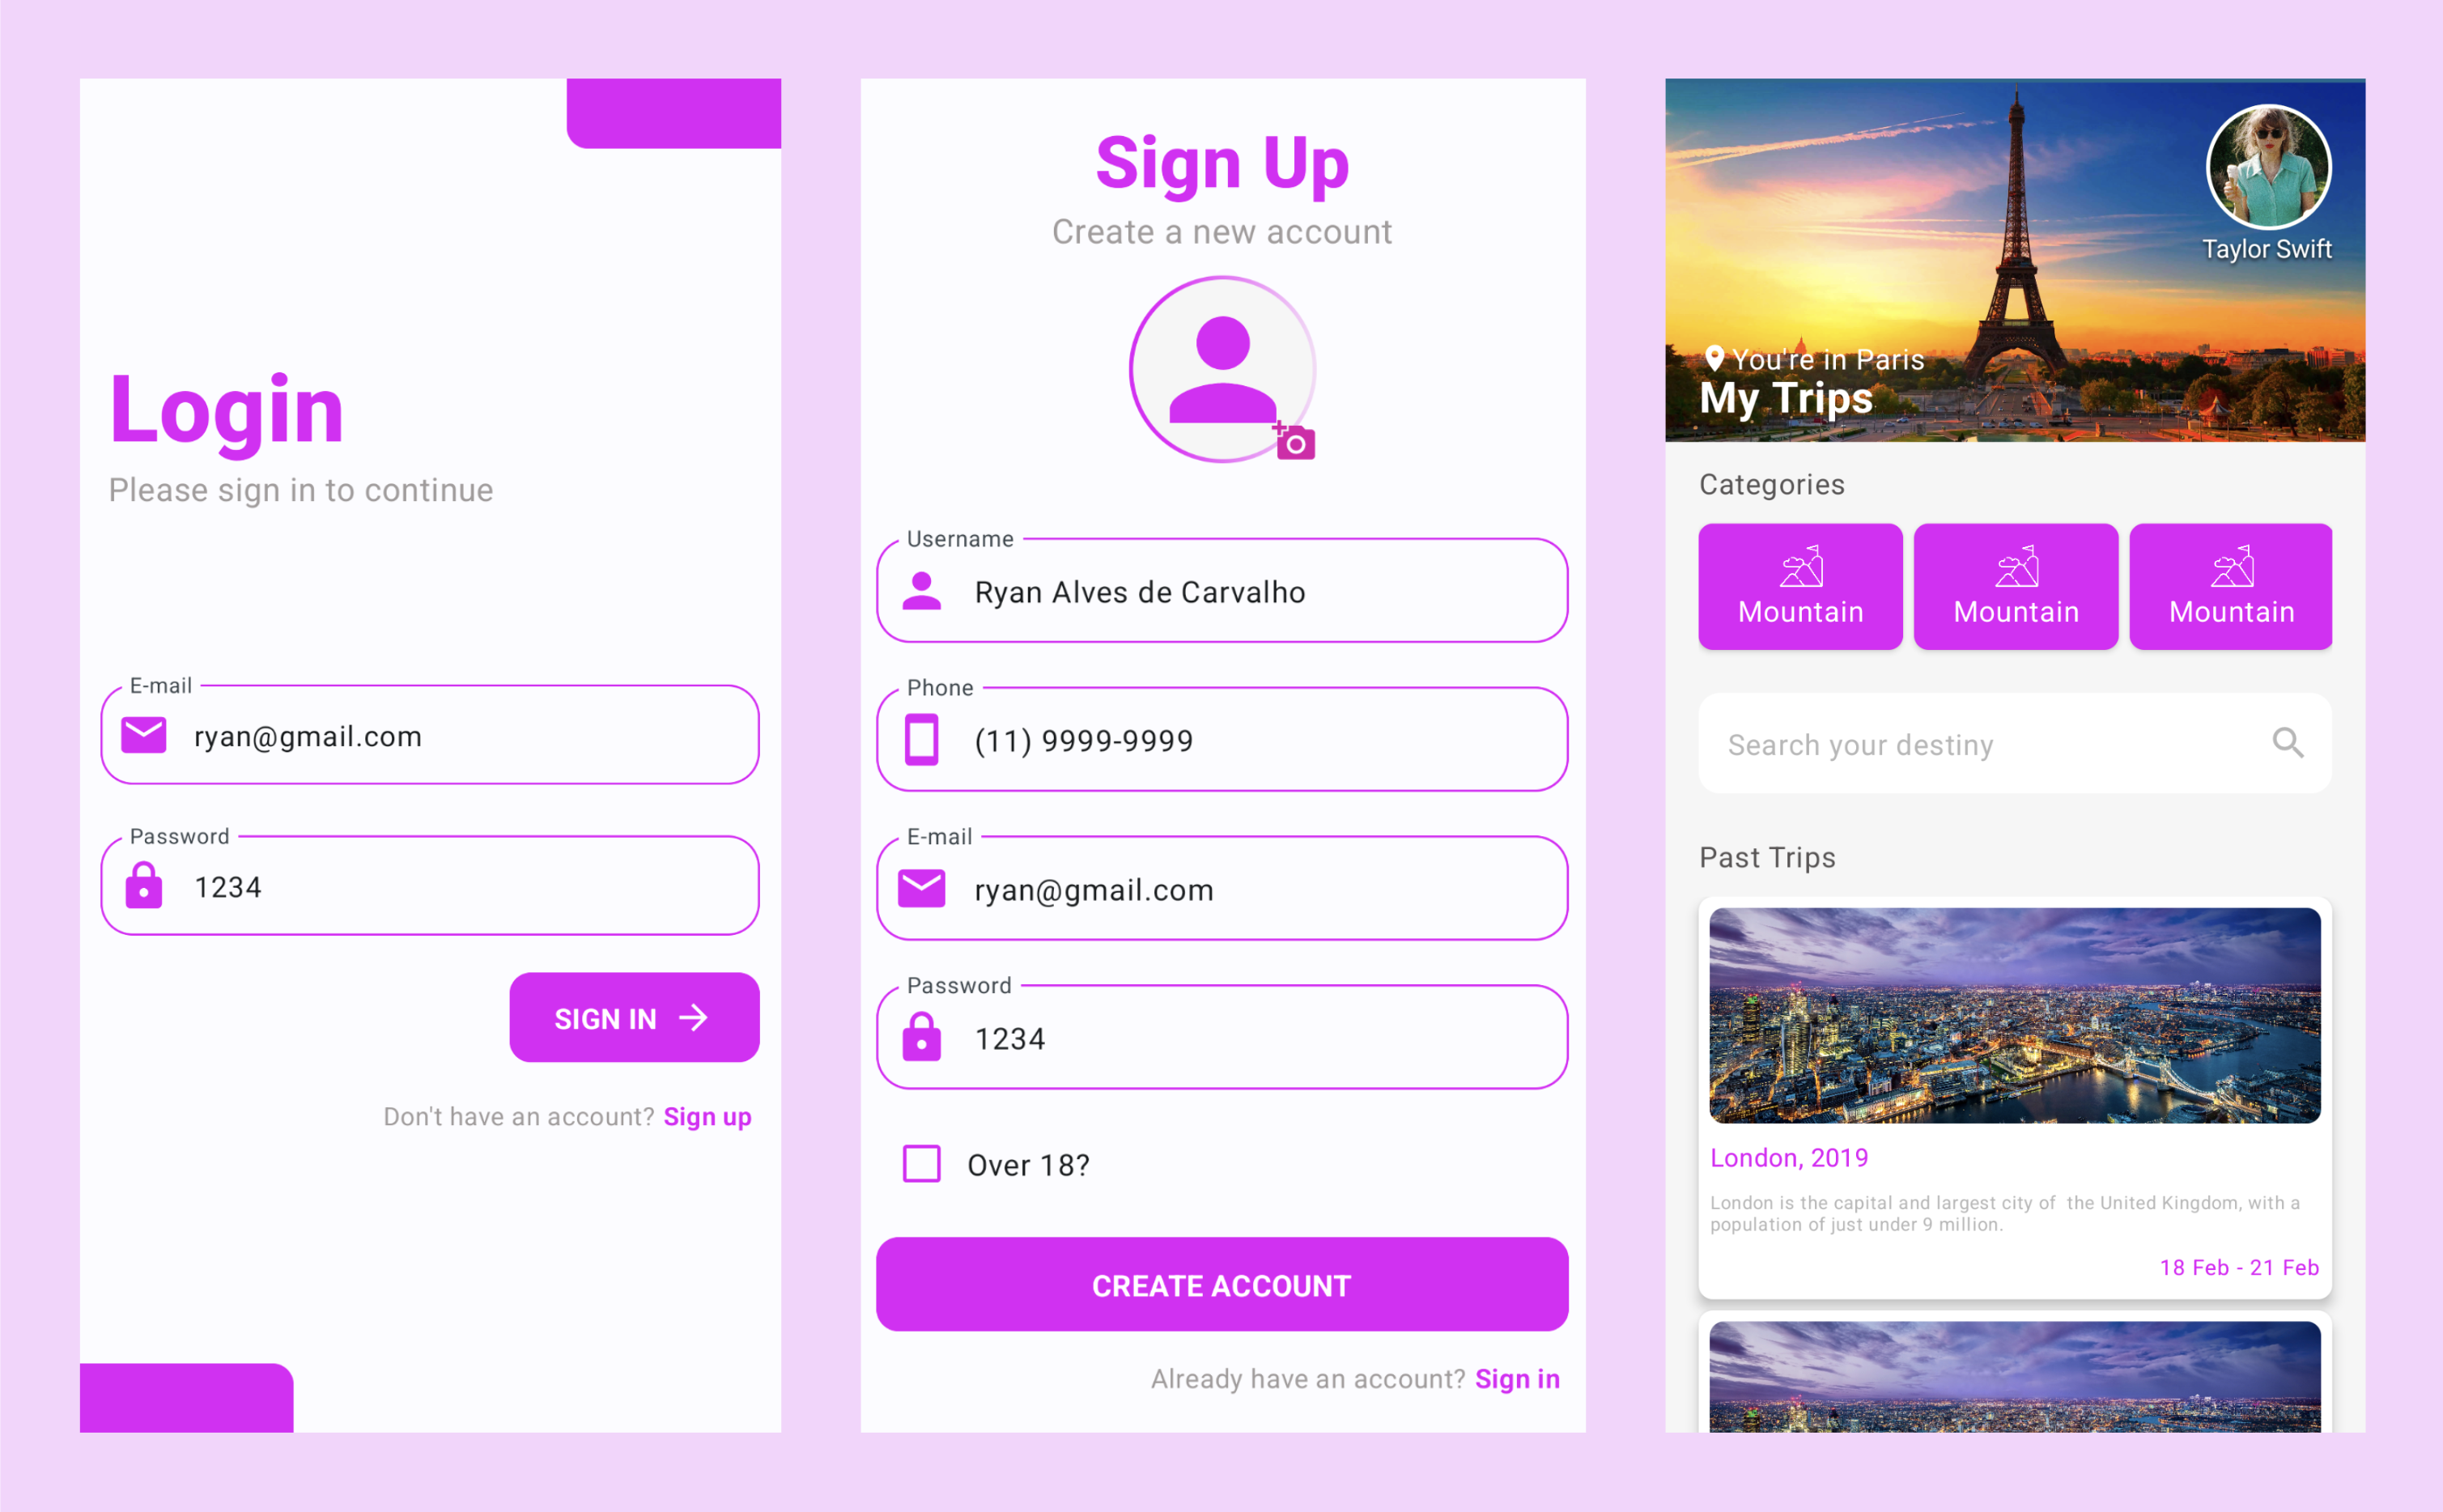 Login
Please sign in to continue
E-mail
ryan@gmail.com
Password
1234
SIGN IN
Don't have an account? Sign up
Sign Up
Create a new account
Username
Ryan Alves de Carvalho
Phone
(11) 9999-9999
E-mail
ryan@gmail.com
Password
1234
Over 18?
CREATE ACCOUNT
Already have an account? Sign in
Taylor Swift
You're in Paris
My Trips
Categories
Mountain Mountain Mountain
Search your destiny
Past Trips
London, 2019
London is the capital and largest city of  the United Kingdom, with a
population of just under 9 million.
18 Feb - 21 Feb